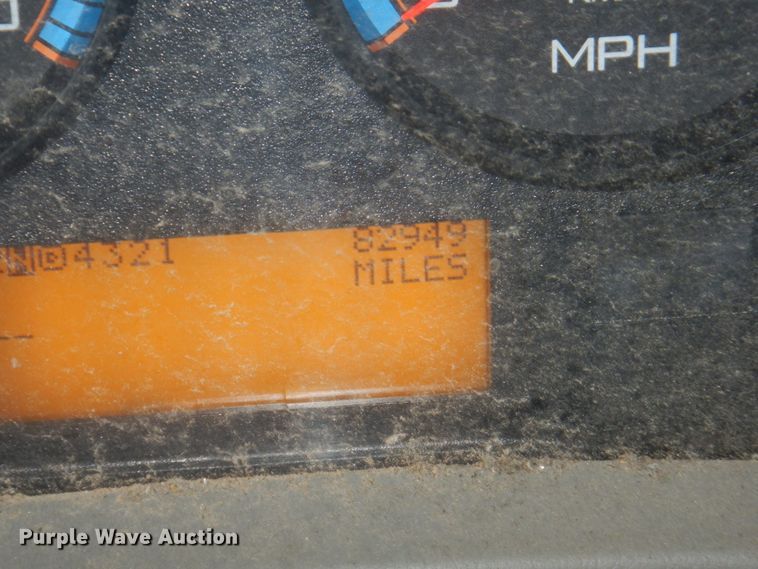 MPH
N D 4321 82949
MILES
Purple Wave Auction